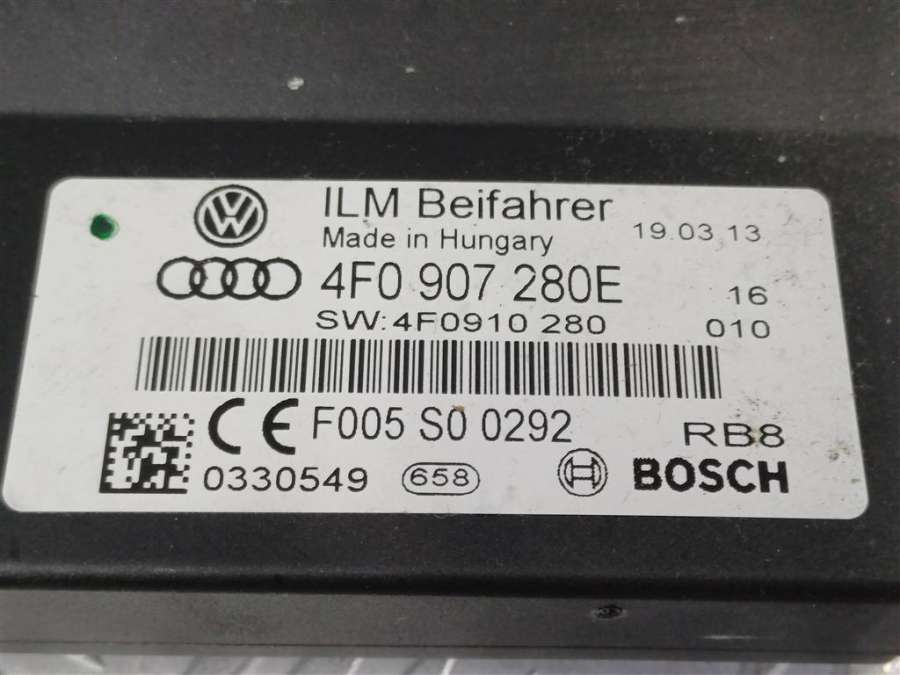 ILM Beifahrer
Made in Hungary 19.03.13
4F0 907 280E 16
SW:4F0910 280 010
CE F005 S0 0292 RB8
0330549 658 BOSCH